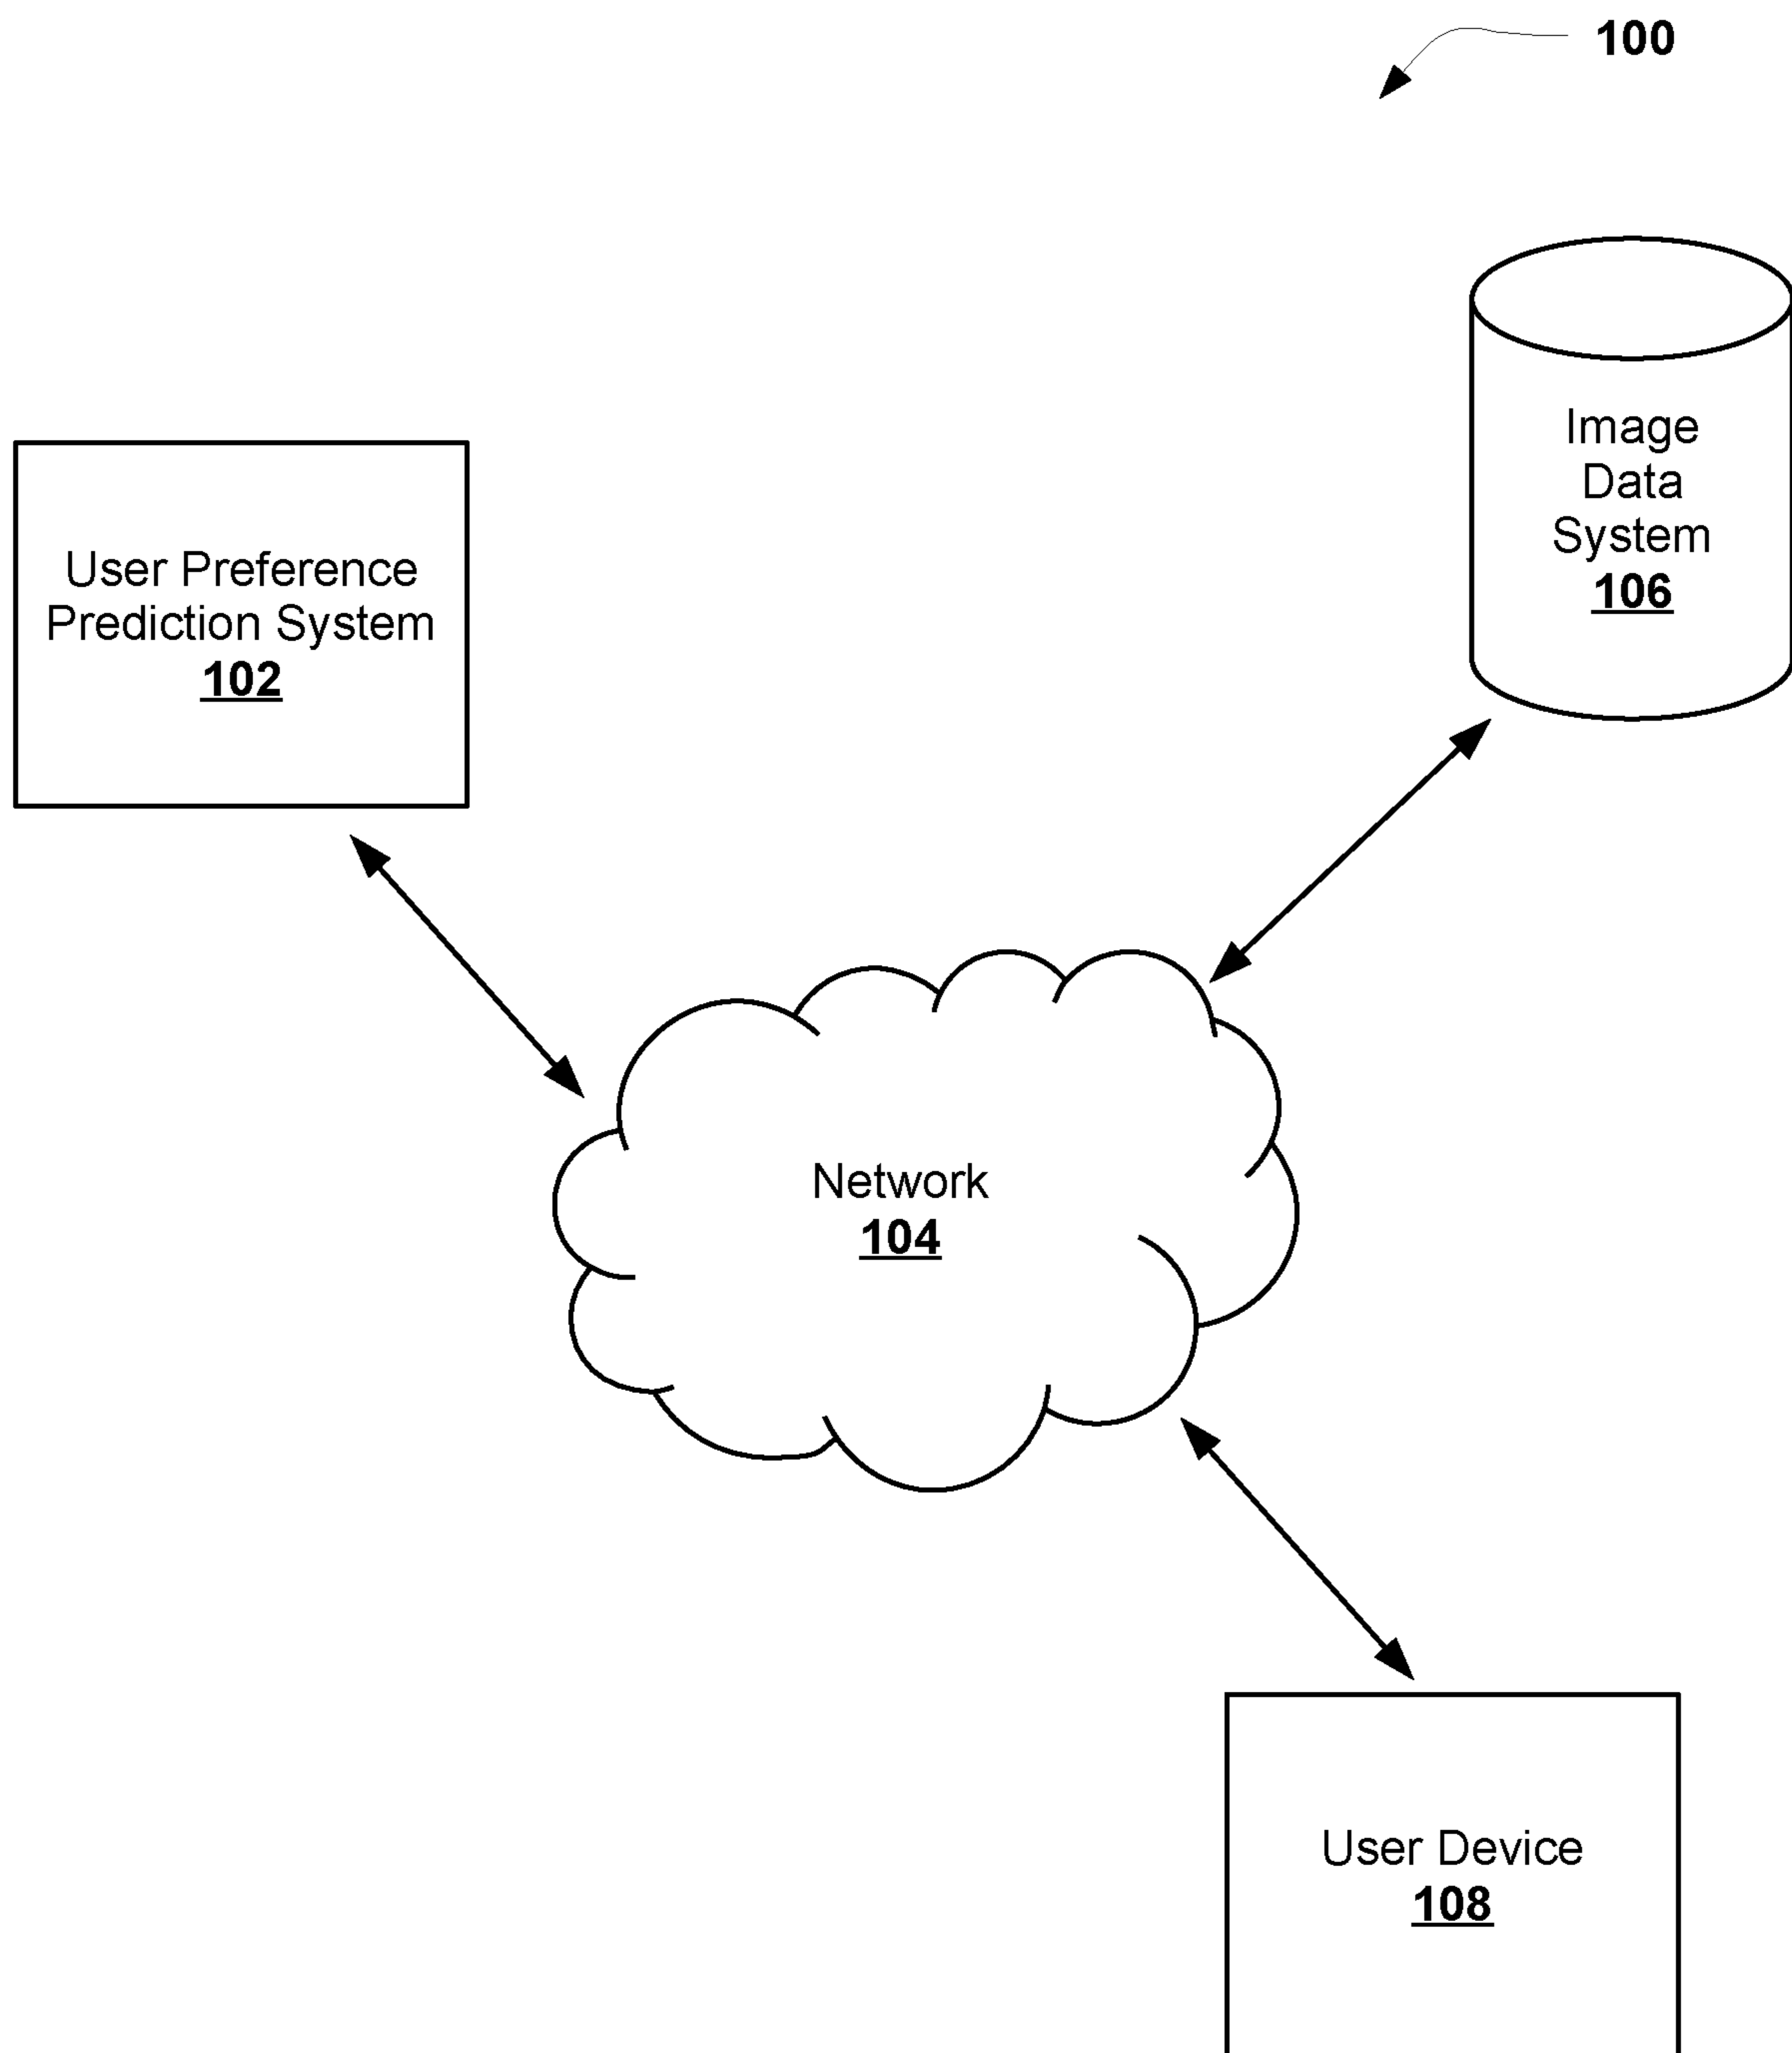 100
Image
Data
System
106
User Preference
Prediction System
102
Network
104
User Device
108